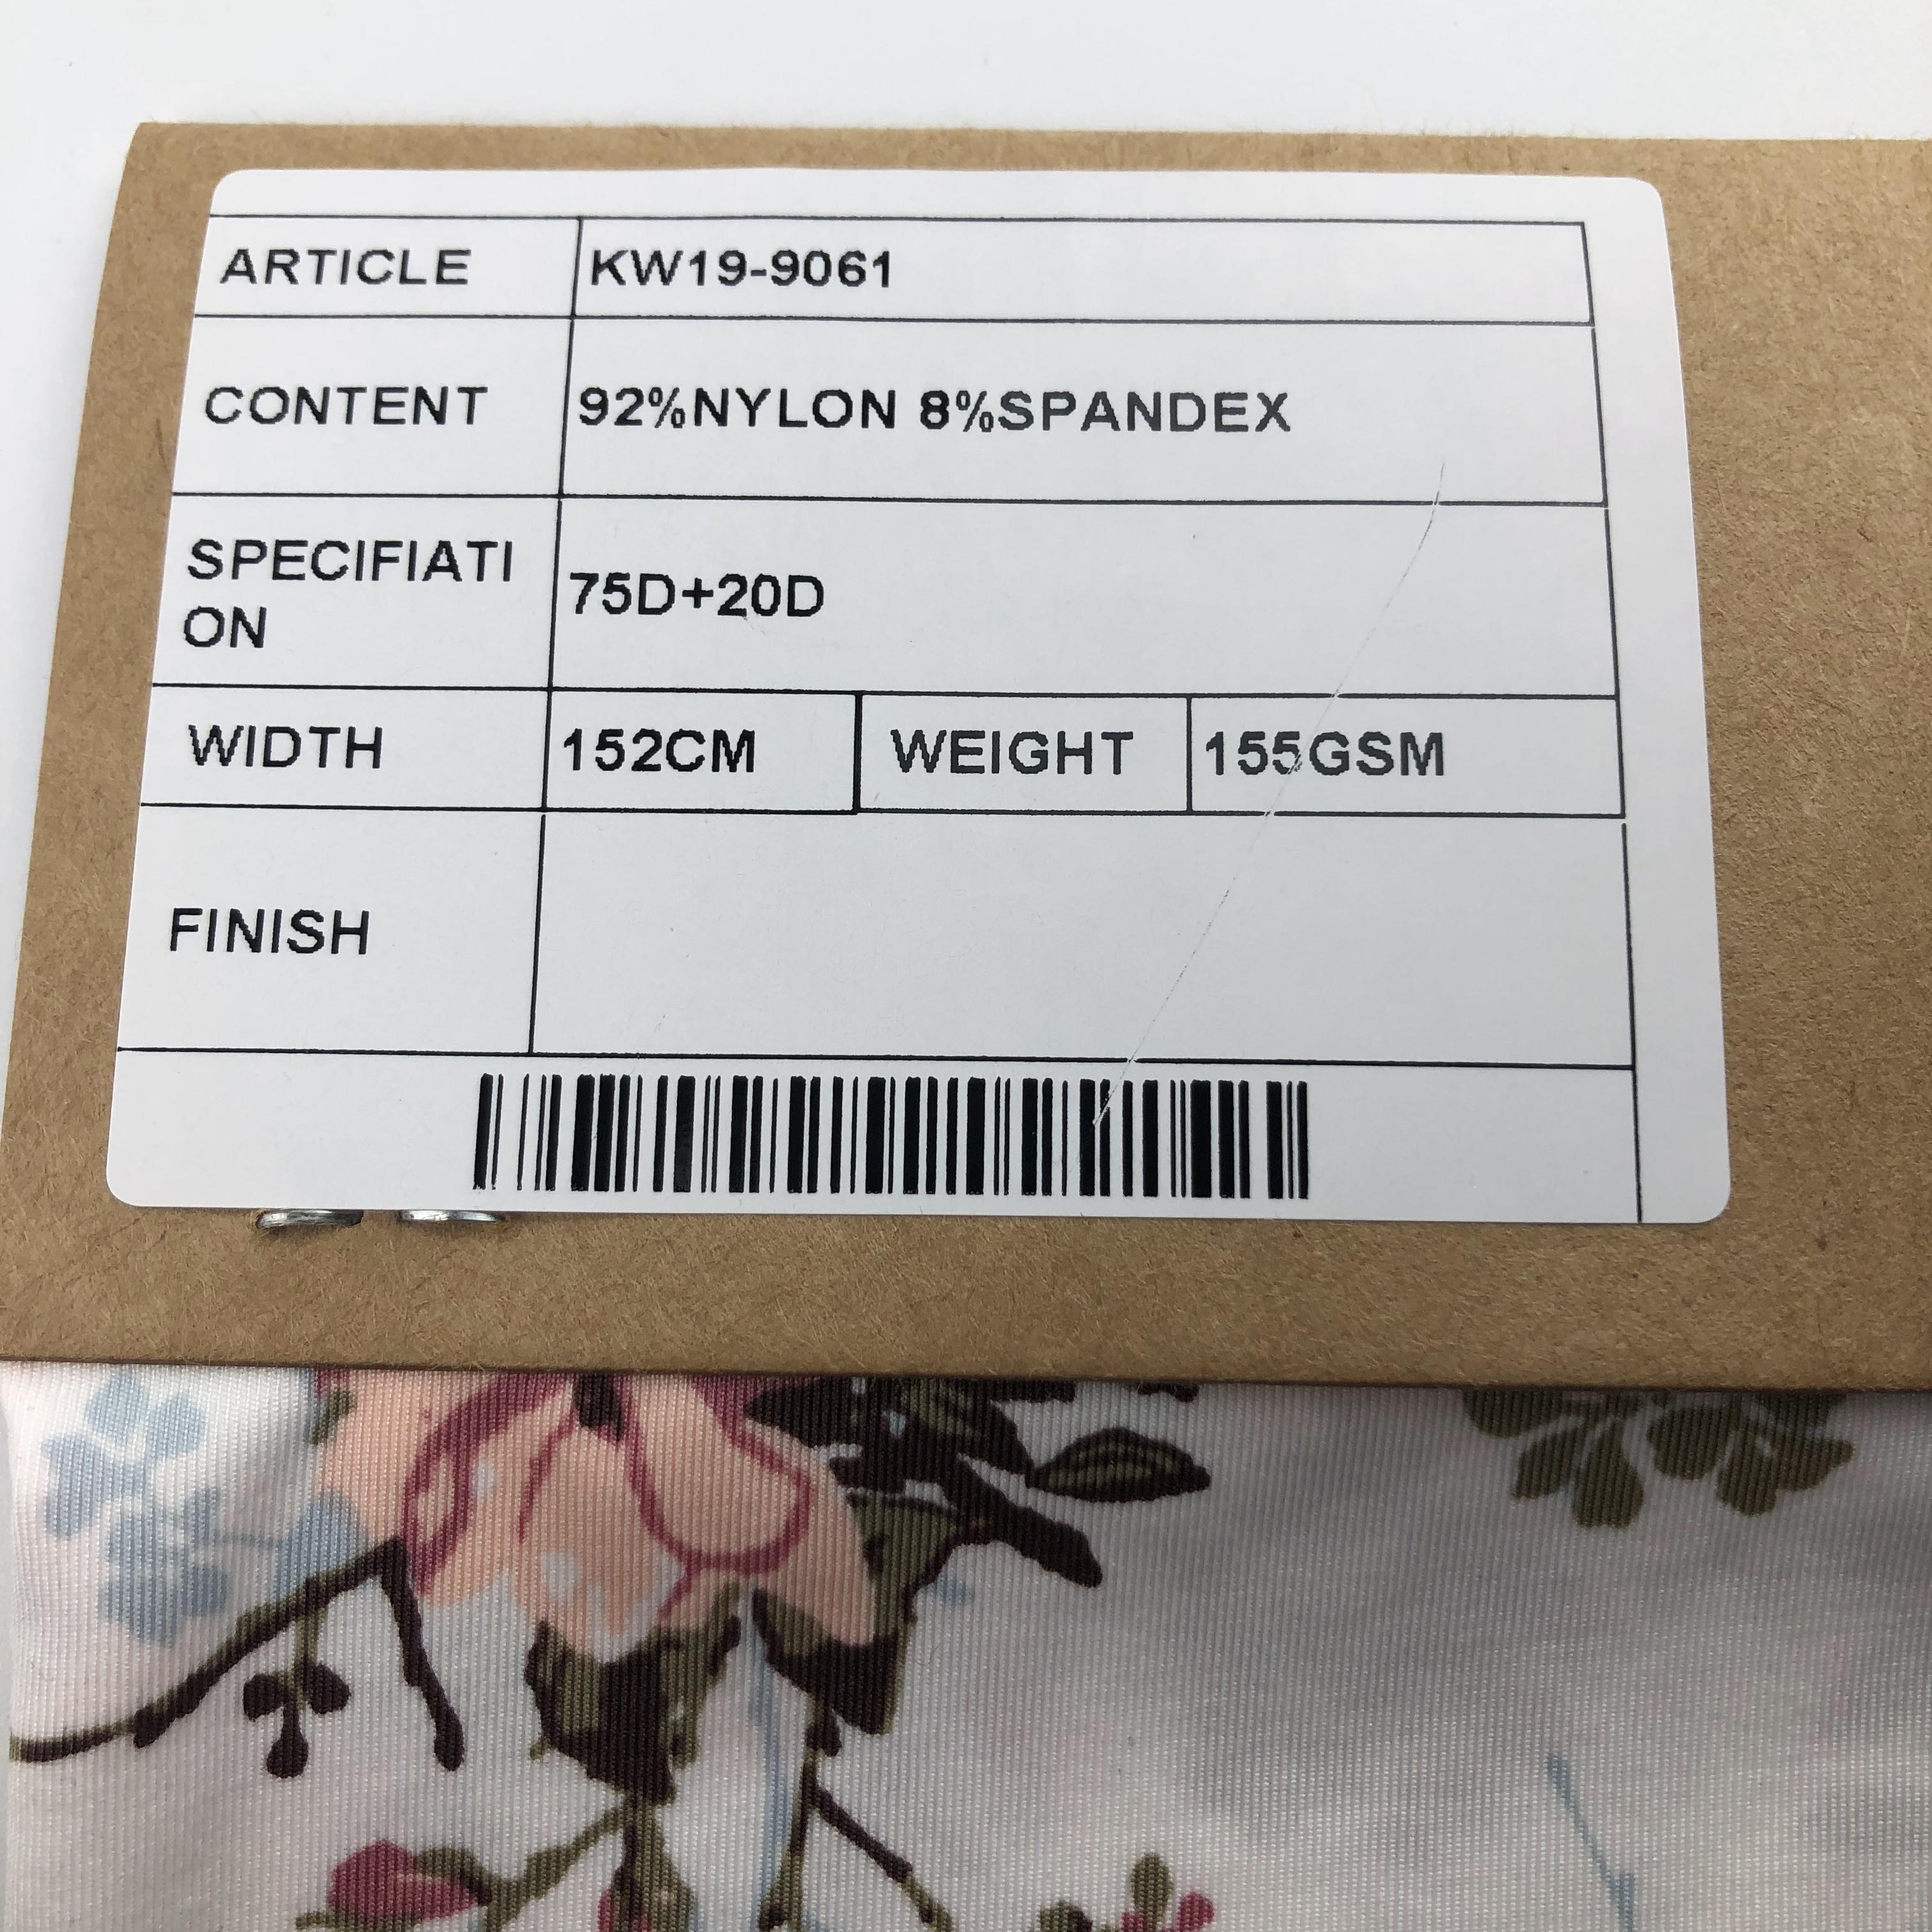 ARTICLE KW19-9061
CONTENT 92%NYLON 8%SPANDEX
SPECIFIATI
ON
75D+20D
WIDTH 152CM WEIGHT 155GSM
FINISH